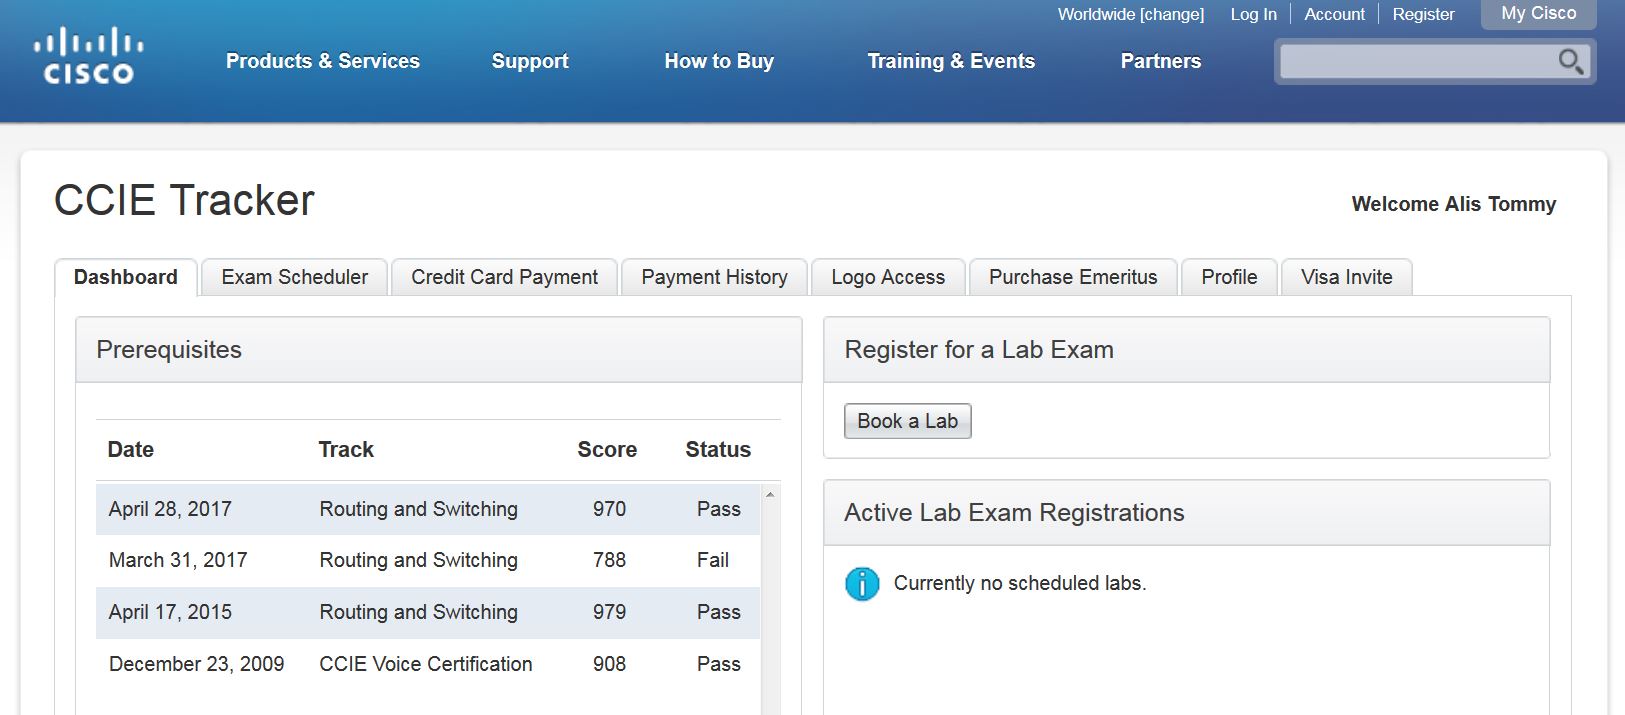 Worldwide [change] Log In Account Register My Cisco
CISCO
Products & Services Support How to Buy Training & Events Partners
CCIE Tracker
Welcome Alis Tommy
Dashboard Exam Scheduler Credit Card Payment Payment History Logo Access Purchase Emeritus Profile Visa Invite
Prerequisites
Date Track Score Status
April 28, 2017 Routing and Switching 970 Pass
March 31, 2017 Routing and Switching 788 Fail
April 17, 2015 Routing and Switching 979 Pass
December 23, 2009 CCIE Voice Certification 908 Pass
Register for a Lab Exam
Book a Lab
Active Lab Exam Registrations
Currently no scheduled labs.